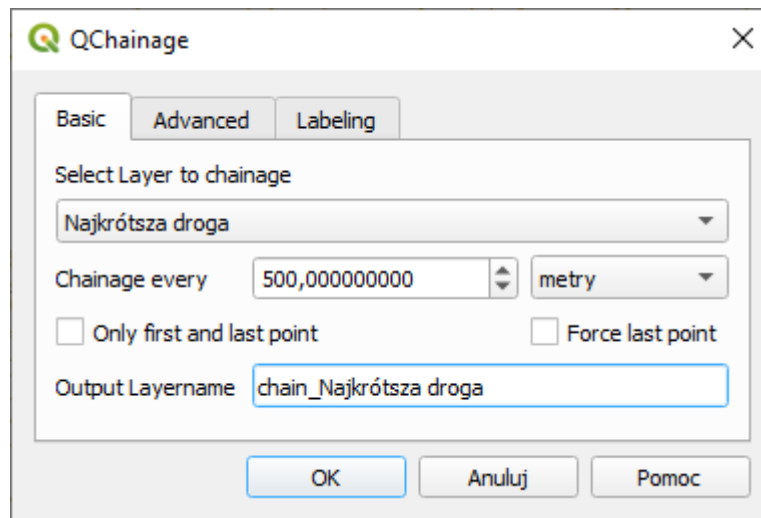 QChainage
Basic Advanced Labeling
Select Layer to chainage
Najkrótsza droga
Chainage every 500,000000000 metry
Only first and last point Force last point
Output Layername chain_Najkrótsza droga
OK Anuluj Pomoc